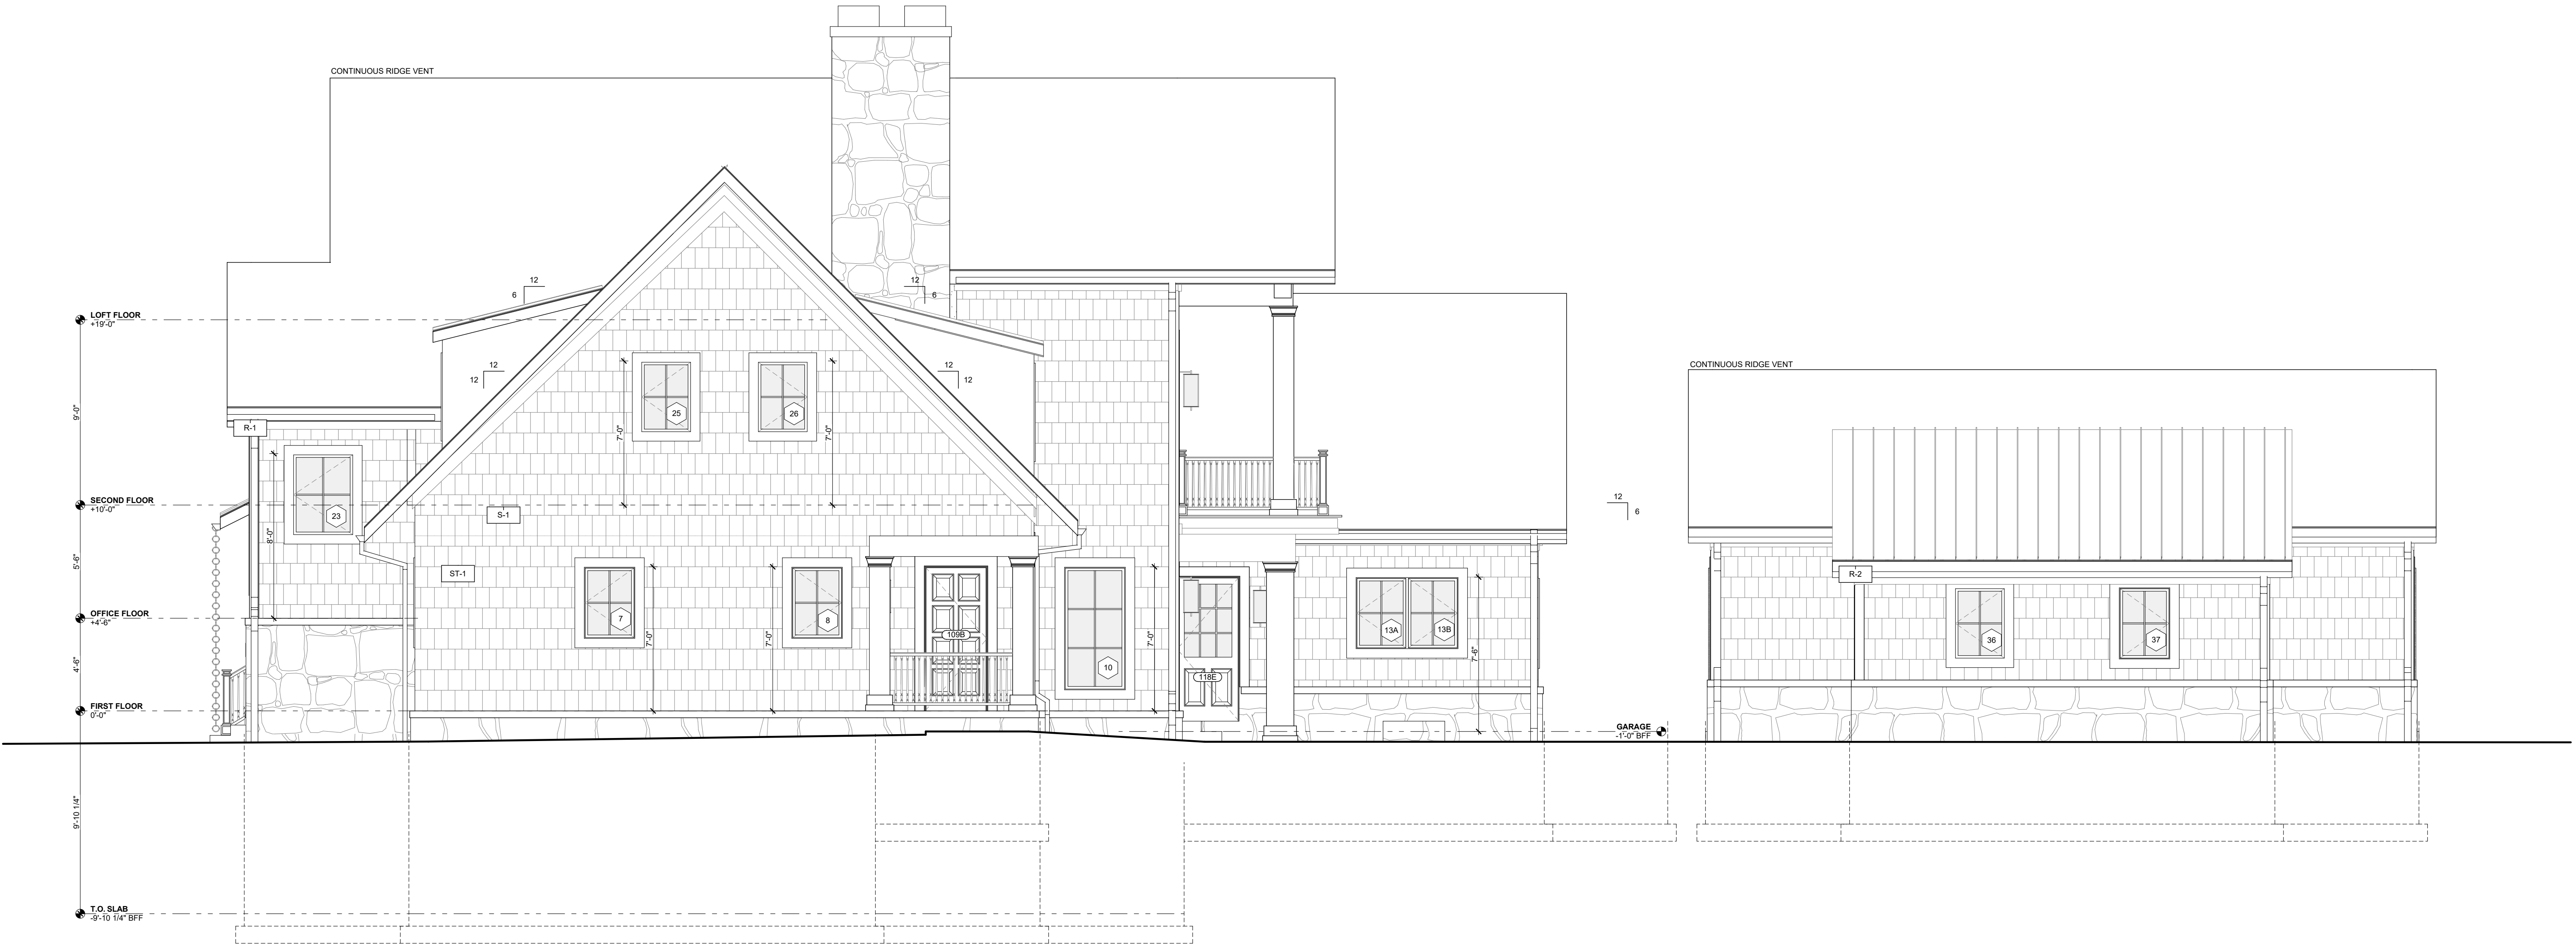 CONTINUOUS RIDGE VENT
12
6
12
6
LOFT FLOOR
+19'-0"
CONTINUOUS RIDGE VENT
12
12
12
12
9'-0"
25
26
R-1
7'-0"
7'-0"
SECOND FLOOR
+10'-0"
12
6
23
S-1
8'-0"
5'-6"
ST-1
R-2
OFFICE FLOOR
+4'-6"
7
8
13A
13B
109B
36
37
7'-0"
7'-0"
7'-0"
7'-6"
4'-6"
10
118E
FIRST FLOOR
0'-0"
GARAGE
-1'-0" BFF
9'-10 1/4"
T.O. SLAB
-9'-10 1/4" BFF